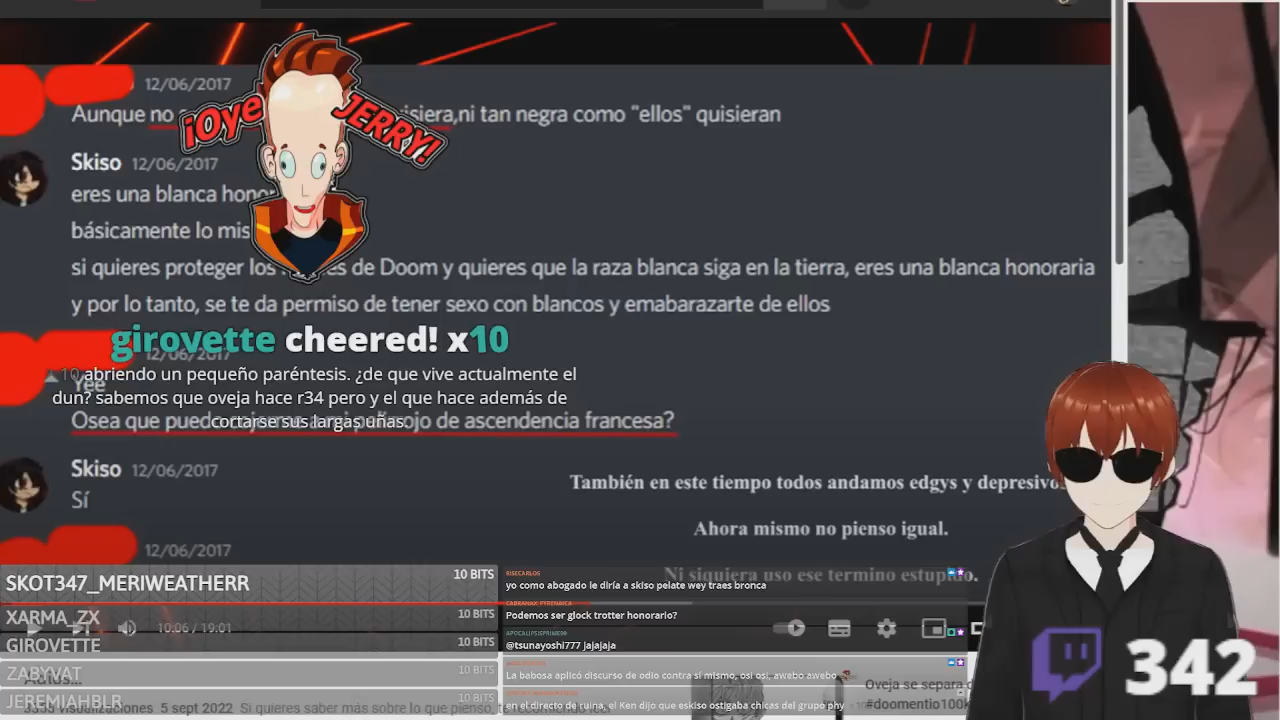 12/06/2017
Aunque no
¡Oye
JERRY!
ni tan negra como "ellos" quisieran
Skiso 12/06/2017
eres una blanca
básicamente lo
si quieres proteger de Doom y quieres que la raza blanca siga en la tierra, eres una blanca honoraria
y por lo tanto, se te da permiso de tener sexo con blancos y emabarazarte de ellos
girovette cheered! x10
12/06/2017
10 abriendo un pequeño paréntesis. ¿de que vive actualmente el
Yee
dun? sabemos que oveja hace r34 pero y el que hace además de
cortarse sus largas uñas.
Osea que de ascendencia francesa?
Skiso 12/06/2017
Sí
También en este tiempo todos andamos edgys y
Ahora mismo no pienso igual.
Ni siquiera uso ese termino
12/06/2017
SKOT347_MERIWEATHERR 10 BITS
XARMA_ZX 10 BITS
GIROVETTE 10 BITS
ZABYVAT 10 BITS
JEREMIAHBLR 10 BITS
10:06 / 19:01
RISECARLOS
yo como abogado le diría a skiso pelate wey traes bronca
Podemos ser glock trotter honorario?
@tsunayoshi777 jajajaja
La babosa aplicó discurso de odio contra sí mismo, osi osi, awebo awebo
en el directo de ruina, el Ken dijo que eskiso ostigaba chicas del grupo phy
visualizaciones 5 sept 2022 Si quieres saber más sobre lo que pienso, te
Oveja se separa
342